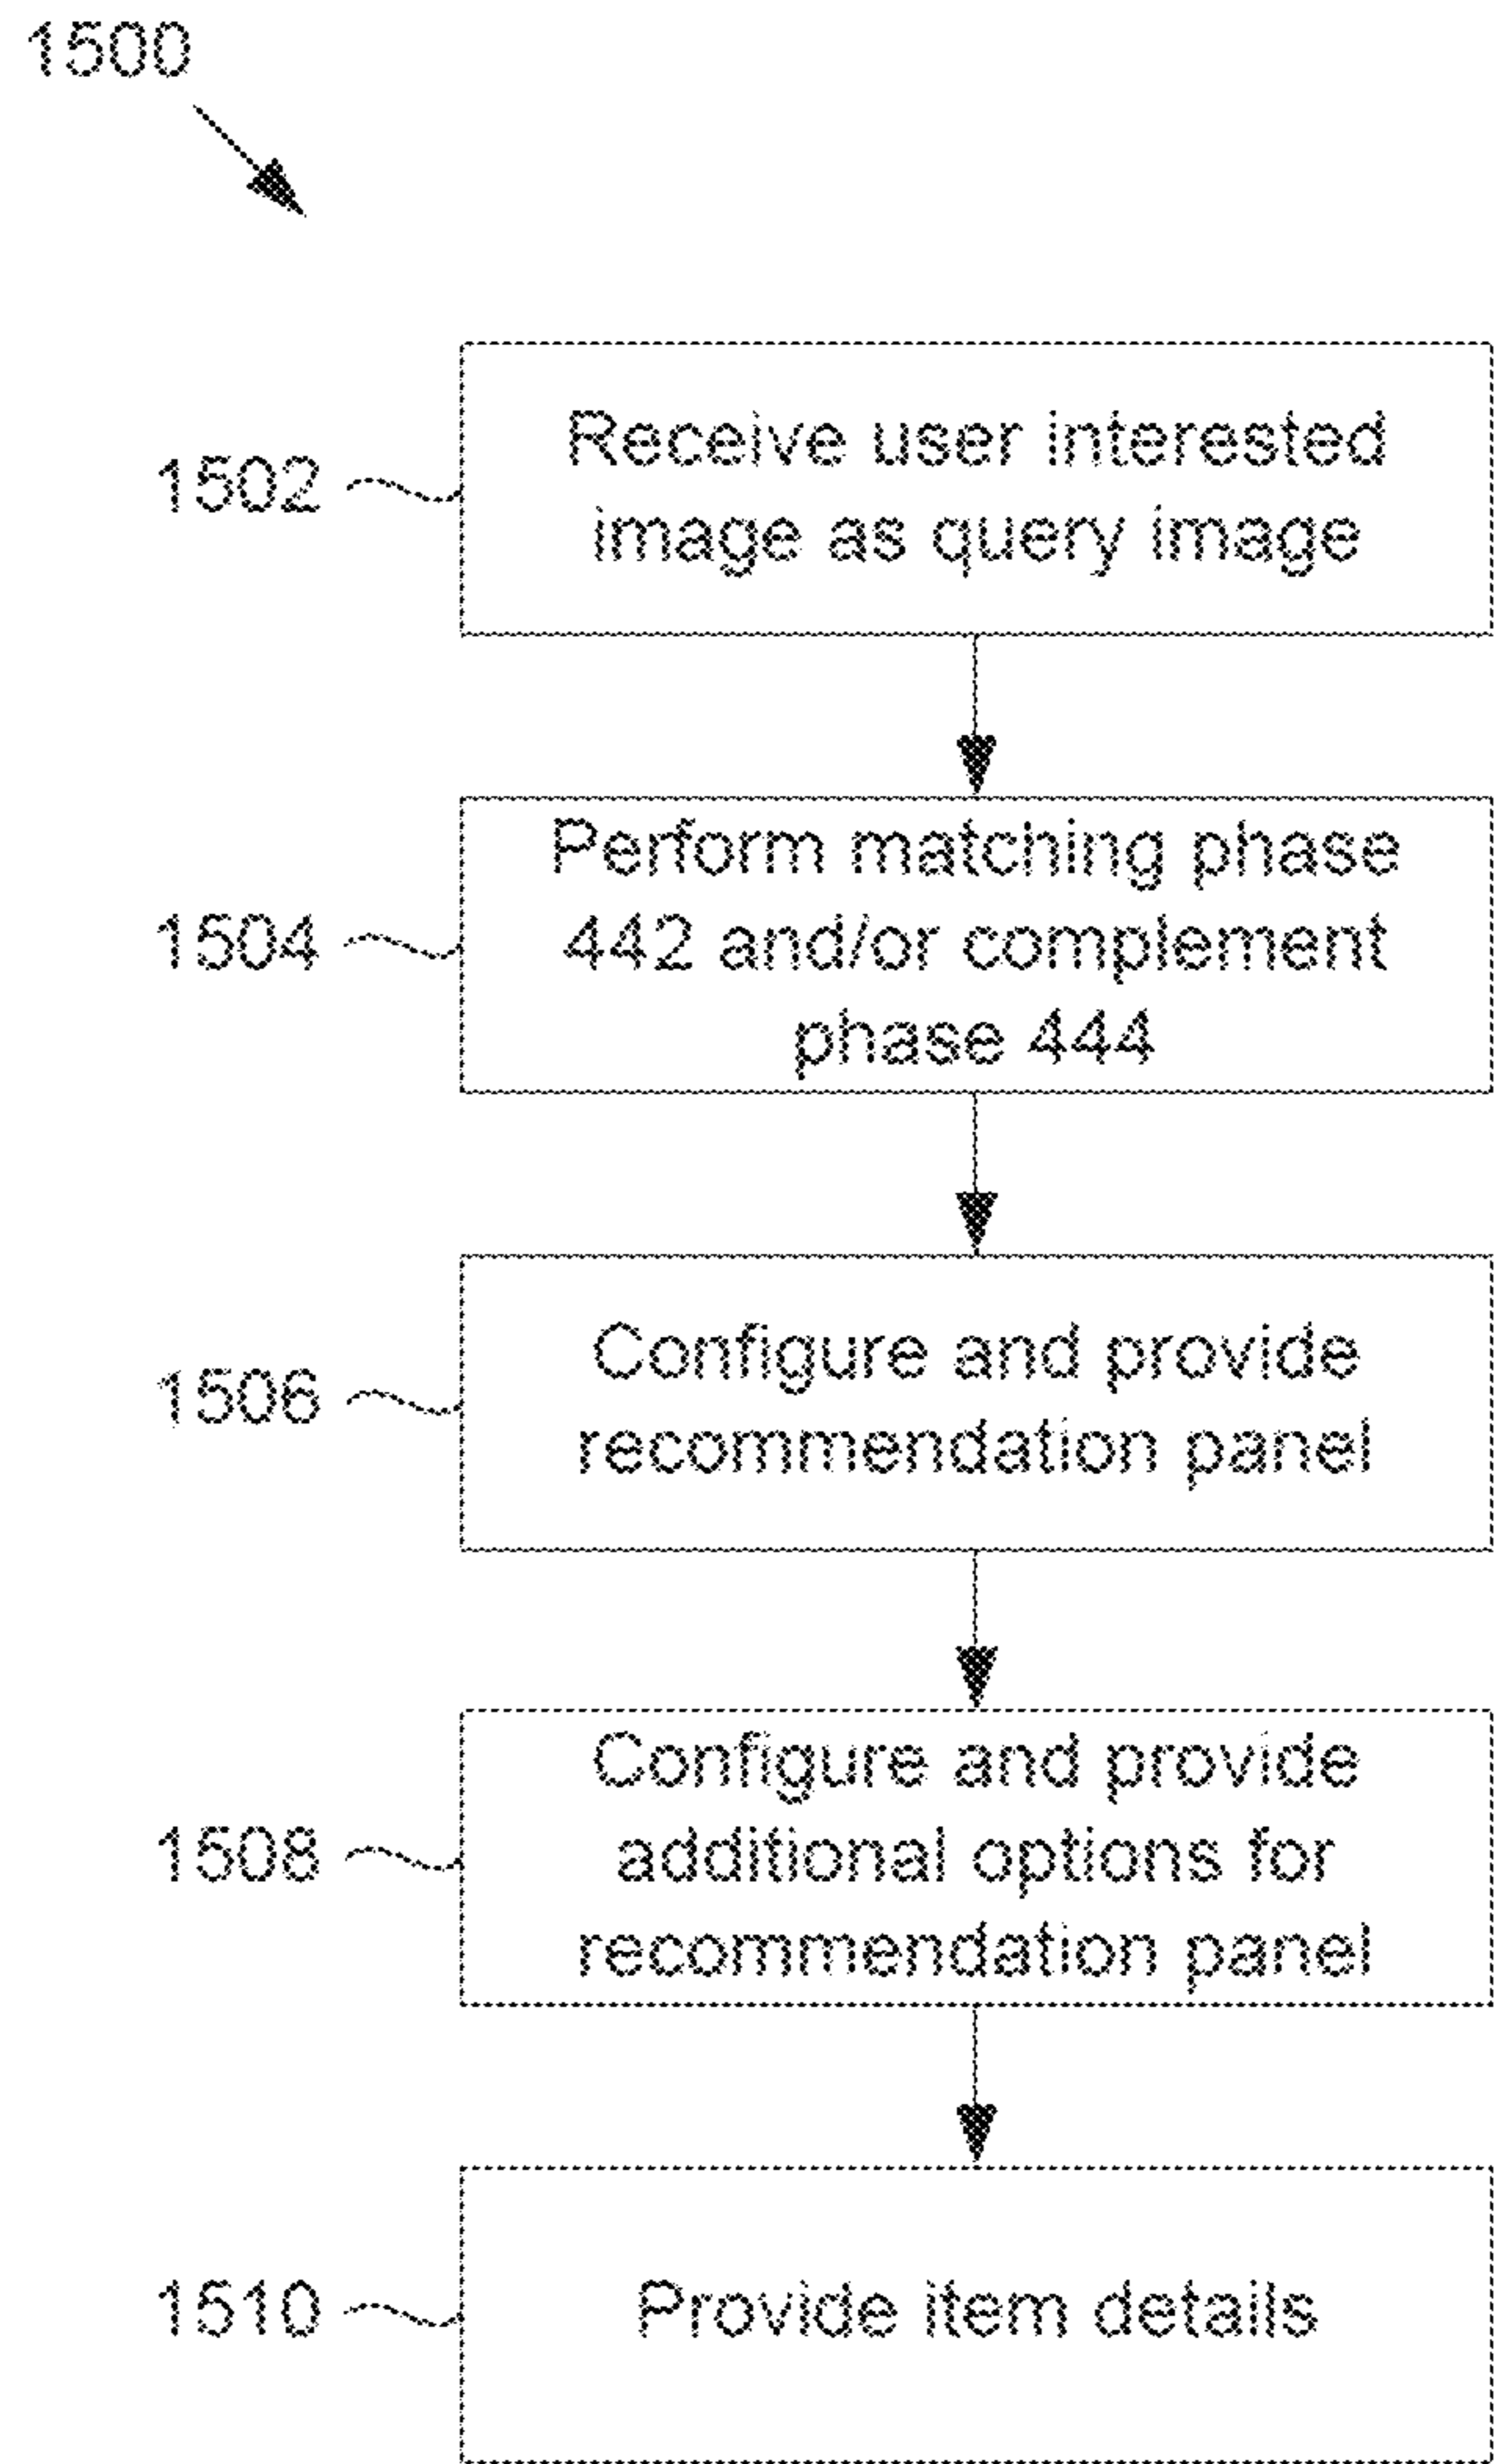 1500
1502
Receive user interested
image as query image
1504
Perform matching phase
442 and/or complement
phase 444
1506
Configure and provide
recommendation panel
1508
Configure and provide
additional options for
recommendation panel
1510
Provide item details